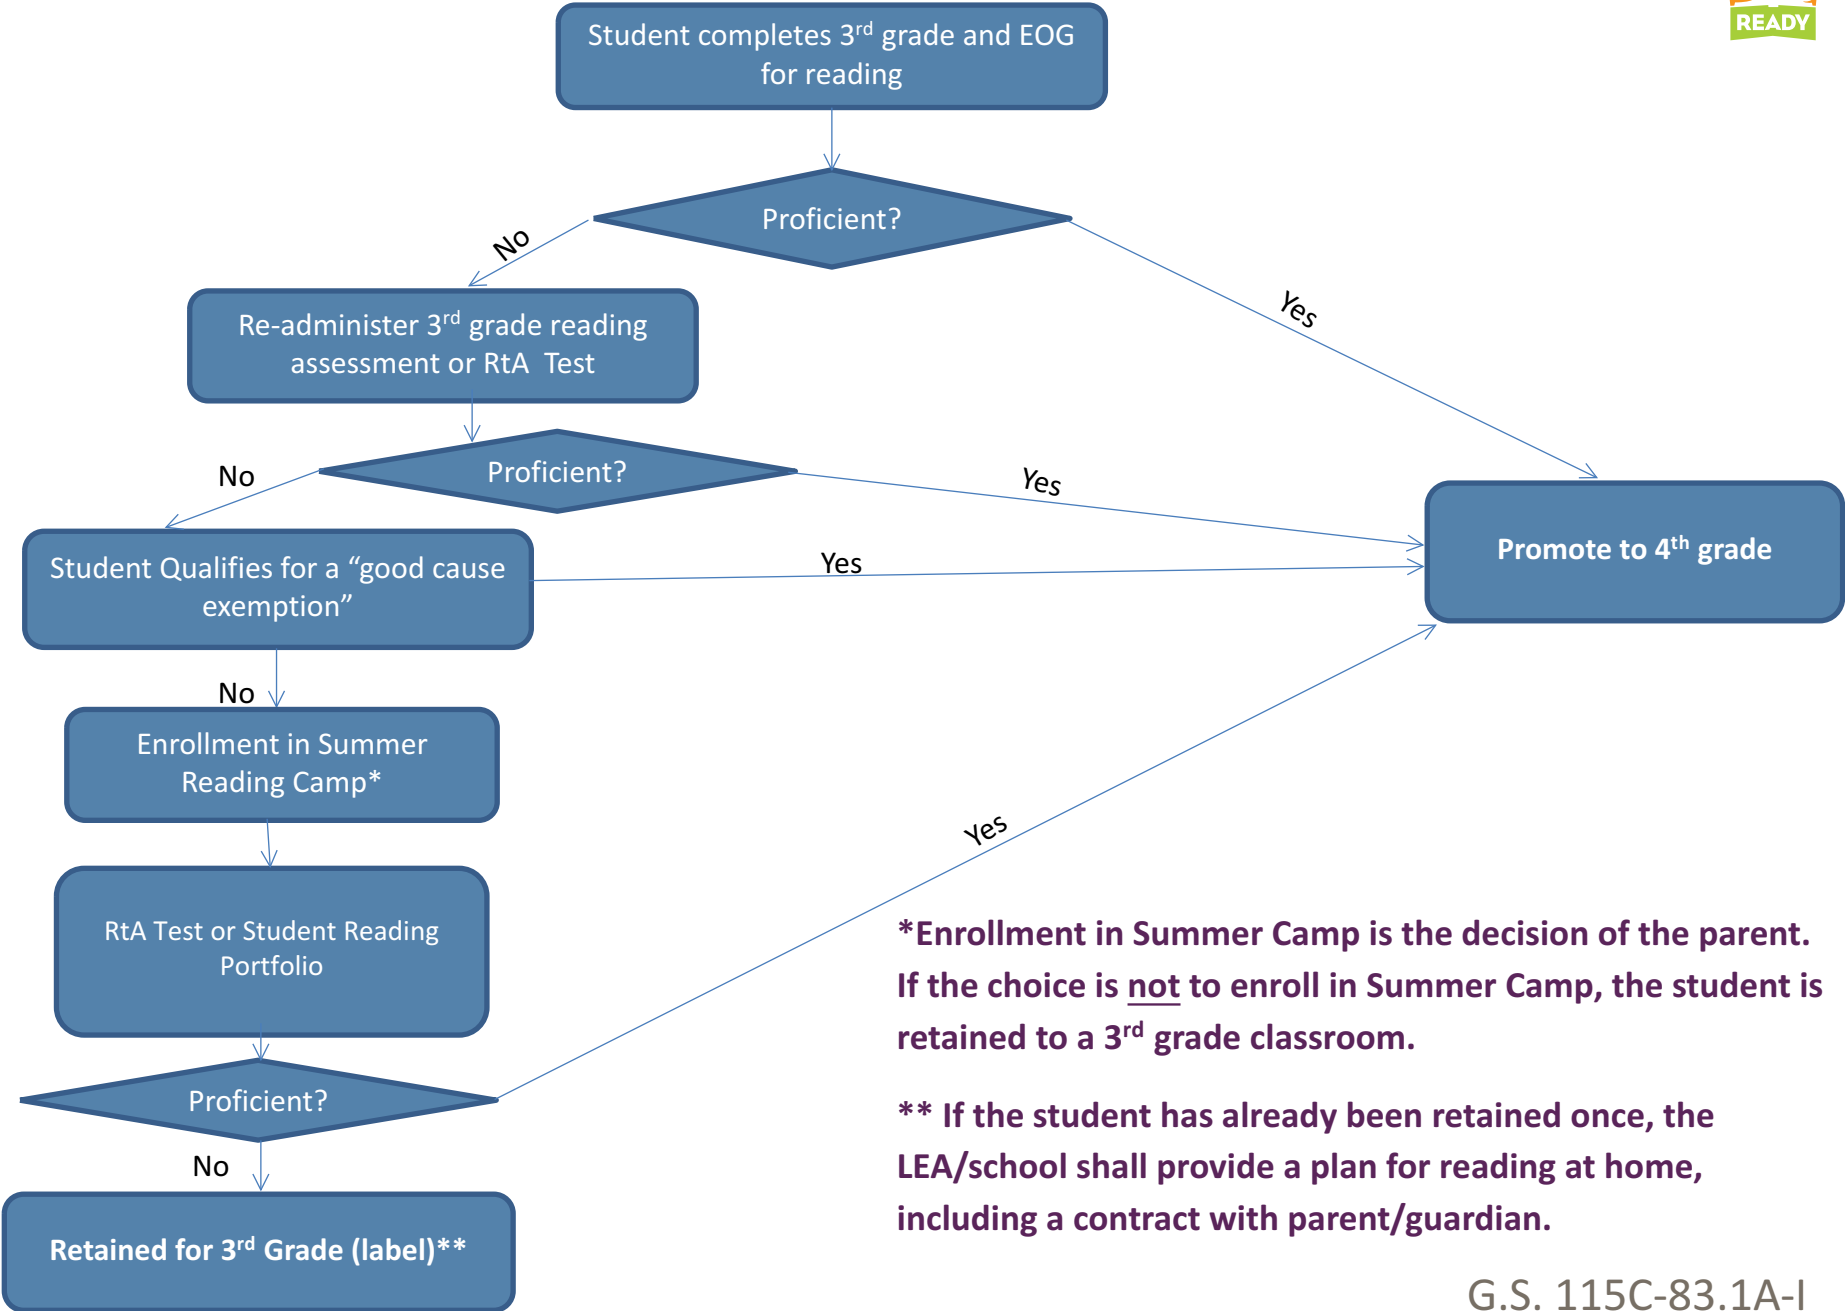 READY
Student completes 3rd grade and EOG
for reading
Proficient?
No
Yes
Re-administer 3rd grade reading
assessment or RtA Test
Proficient?
No
Yes
Promote to 4th grade
Student Qualifies for a “good cause
exemption”
Yes
No
Enrollment in Summer
Reading Camp*
Yes
RtA Test or Student Reading
Portfolio
*Enrollment in Summer Camp is the decision of the parent.
If the choice is not to enroll in Summer Camp, the student is
retained to a 3rd grade classroom.
Proficient?
** If the student has already been retained once, the
LEA/school shall provide a plan for reading at home,
including a contract with parent/guardian.
No
Retained for 3rd Grade (label)**
G.S. 115C-83.1A-I